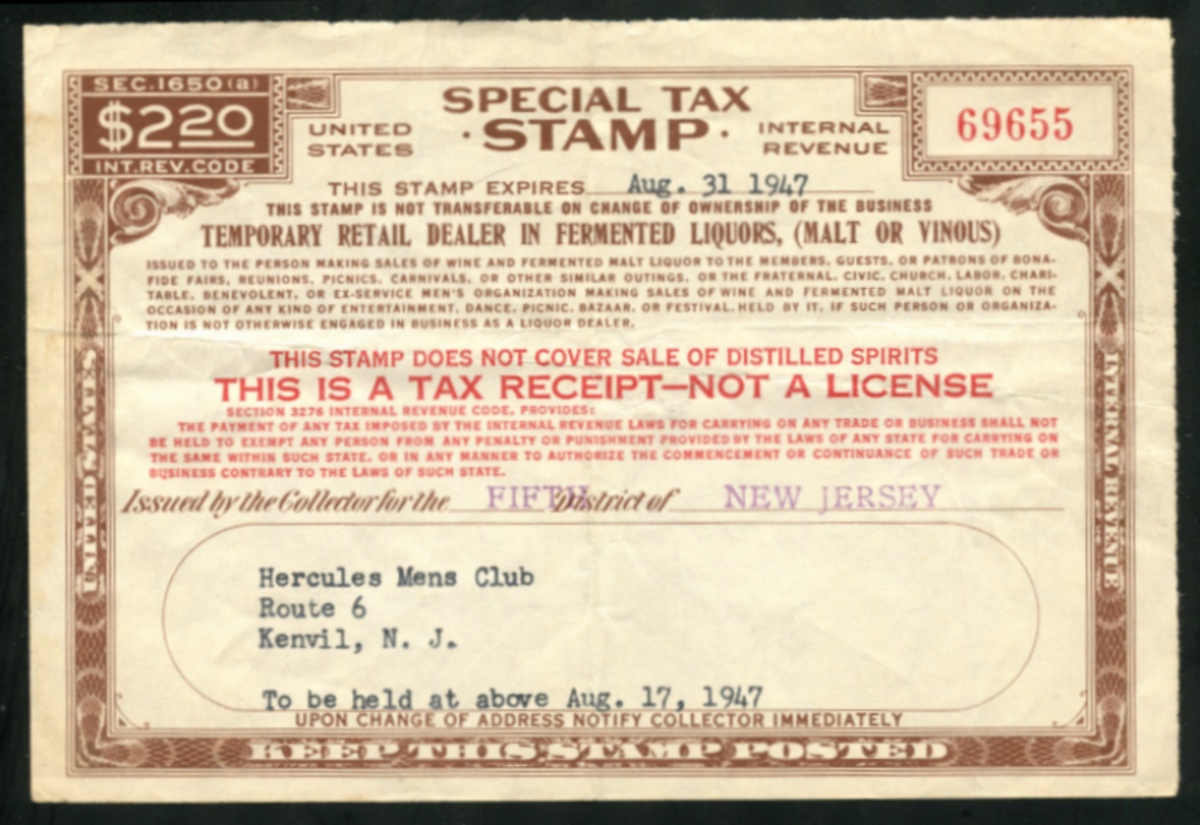 SEC. 1650 (a)
$2 20
INT. REV. CODE
UNITED STATES
SPECIAL TAX
· STAMP ·
INTERNAL REVENUE
69655
THIS STAMP EXPIRES Aug. 31 1947
THIS STAMP IS NOT TRANSFERABLE ON CHANGE OF OWNERSHIP OF THE BUSINESS
TEMPORARY RETAIL DEALER IN FERMENTED LIQUORS, (MALT OR VINOUS)
ISSUED TO THE PERSON MAKING SALES OF WINE AND FERMENTED MALT LIQUOR TO THE MEMBERS, GUESTS, OR PATRONS OF BONA-
FIDE FAIRS, REUNIONS, PICNICS, CARNIVALS, OR OTHER SIMILAR OUTINGS, OR THE FRATERNAL, CIVIC, CHURCH, LABOR, CHARI-
TABLE, BENEVOLENT, OR EX-SERVICE MEN'S ORGANIZATION MAKING SALES OF WINE AND FERMENTED MALT LIQUOR ON THE
OCCASION OF ANY KIND OF ENTERTAINMENT, DANCE, PICNIC, BAZAAR, OR FESTIVAL, HELD BY IT, IF SUCH PERSON OR ORGANIZA-
TION IS NOT OTHERWISE ENGAGED IN BUSINESS AS A LIQUOR DEALER.
THIS STAMP DOES NOT COVER SALE OF DISTILLED SPIRITS
THIS IS A TAX RECEIPT—NOT A LICENSE
SECTION 3276 INTERNAL REVENUE CODE, PROVIDES:
THE PAYMENT OF ANY TAX IMPOSED BY THE INTERNAL REVENUE LAWS FOR CARRYING ON ANY TRADE OR BUSINESS SHALL NOT
BE HELD TO EXEMPT ANY PERSON FROM ANY PENALTY OR PUNISHMENT PROVIDED BY THE LAWS OF ANY STATE FOR CARRYING ON
THE SAME WITHIN SUCH STATE, OR IN ANY MANNER TO AUTHORIZE THE COMMENCEMENT OR CONTINUANCE OF SUCH TRADE OR
BUSINESS CONTRARY TO THE LAWS OF SUCH STATE.
Issued by the Collector for the FIFTH District of NEW JERSEY
Hercules Mens Club
Route 6
Kenvil, N. J.
To be held at above Aug. 17, 1947
UPON CHANGE OF ADDRESS NOTIFY COLLECTOR IMMEDIATELY
KEEP THIS STAMP POSTED
UNITED STATES
INTERNAL REVENUE